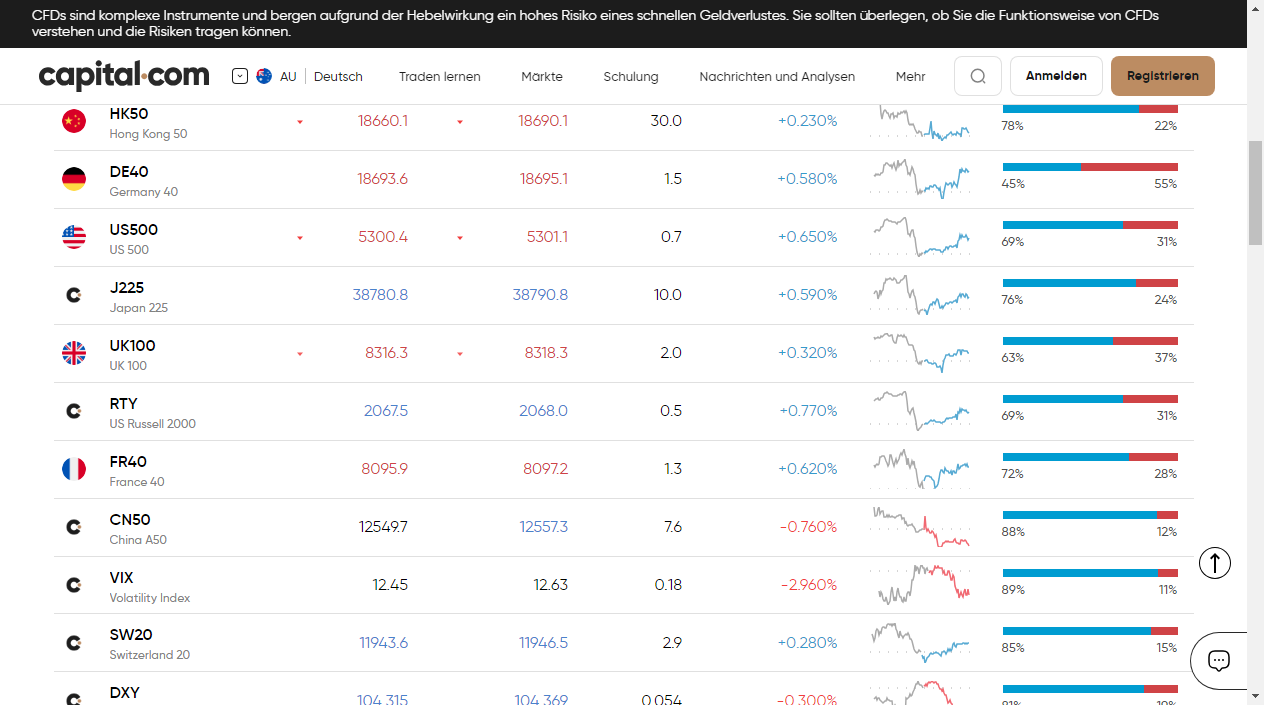 CFDs sind komplexe Instrumente und bergen aufgrund der Hebelwirkung ein hohes Risiko eines schnellen Geldverlustes. Sie sollten überlegen, ob Sie die Funktionsweise von CFDs
verstehen und die Risiken tragen können.
capital.com AU Deutsch Traden lernen Märkte Schulung Nachrichten und Analysen Mehr Anmelden Registrieren
HK50 18660.1 18690.1 30.0 +0.230%
Hong Kong 50 78% 22%
DE40 18693.6 18695.1 1.5 +0.580%
Germany 40 45% 55%
US500 5300.4 5301.1 0.7 +0.650%
US 500 69% 31%
J225 38780.8 38790.8 10.0 +0.590%
Japan 225 76% 24%
UK100 8316.3 8318.3 2.0 +0.320%
UK 100 63% 37%
RTY 2067.5 2068.0 0.5 +0.770%
US Russell 2000 69% 31%
FR40 8095.9 8097.2 1.3 +0.620%
France 40 72% 28%
CN50 12549.7 12557.3 7.6 -0.760%
China A50 88% 12%
VIX 12.45 12.63 0.18 -2.960%
Volatility Index 89% 11%
SW20 11943.6 11946.5 2.9 +0.280%
Switzerland 20 85% 15%
DXY 104.315 104.369 0.054 -0.300%